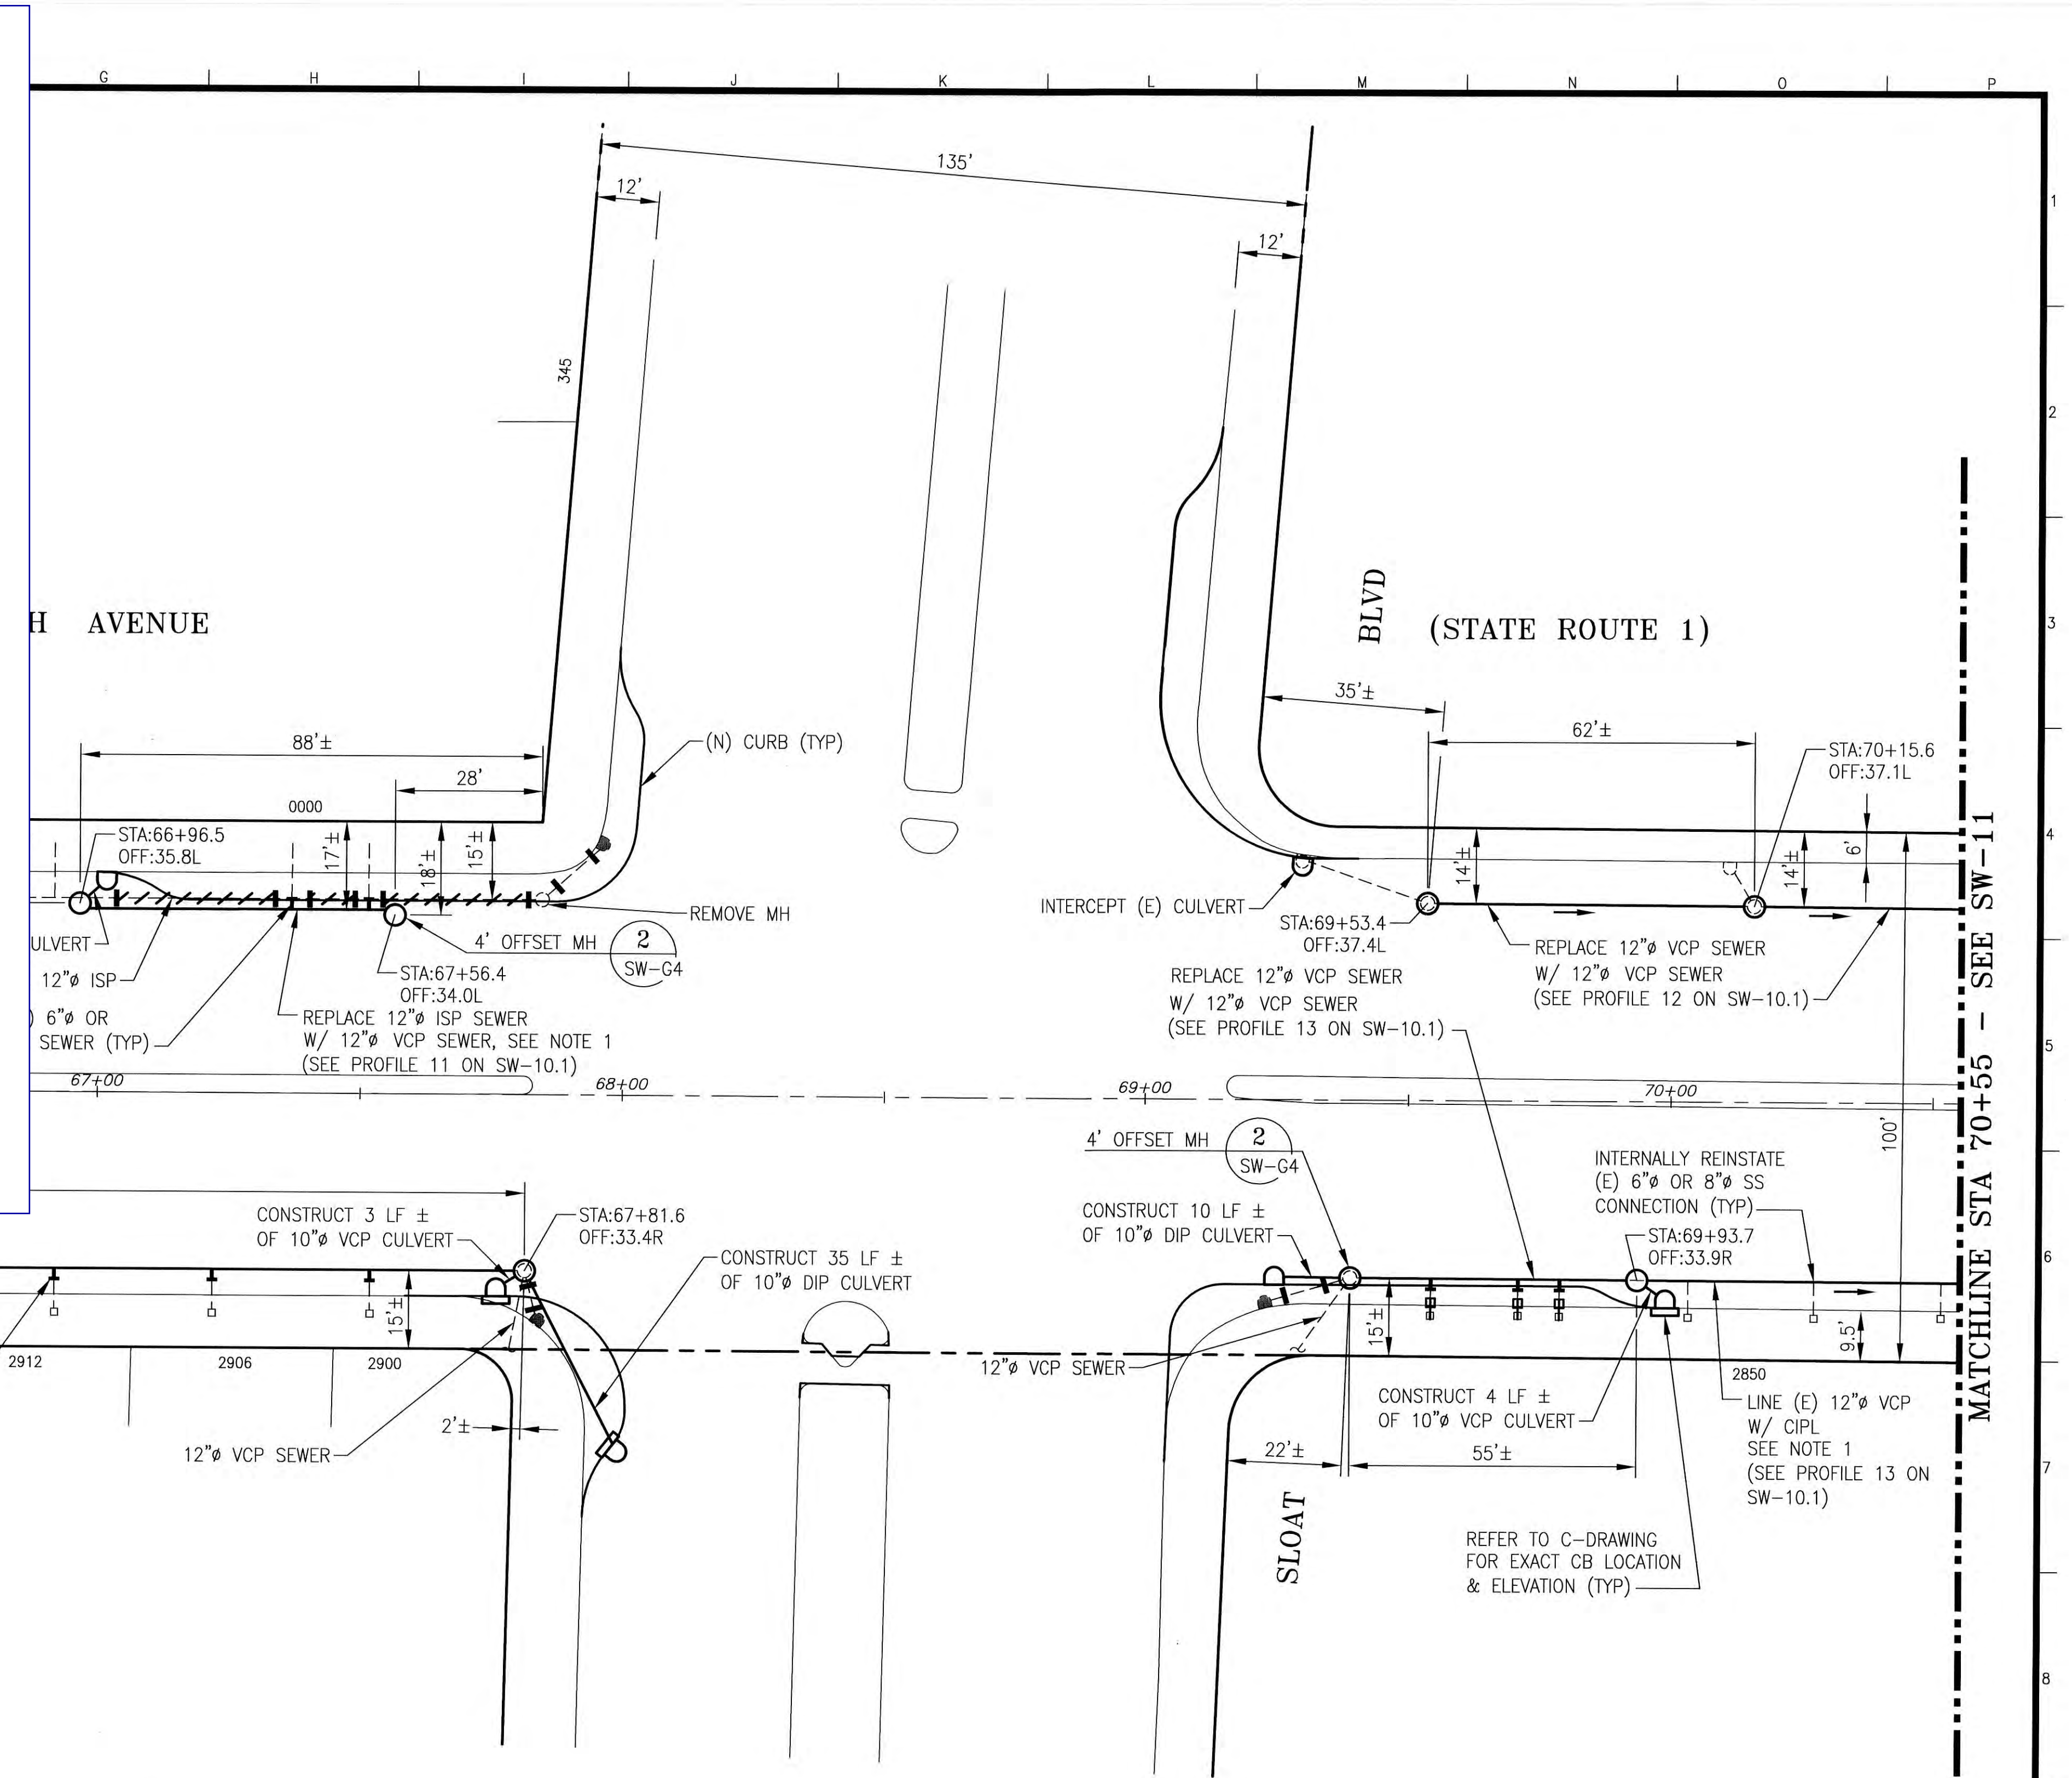 G
H
I
J
K
L
M
N
O
P
1
2
3
4
5
6
7
8
135'
12'
12'
345
H AVENUE
BLVD
(STATE ROUTE 1)
88'±
28'
0000
(N) CURB (TYP)
35'±
62'±
STA:70+15.6
OFF:37.1L
STA:66+96.5
OFF:35.8L
17'±
18'±
15'±
14'±
14'±
6'
REMOVE MH
INTERCEPT (E) CULVERT
STA:69+53.4
OFF:37.4L
ULVERT
12"ø ISP
) 6"ø OR
SEWER (TYP)
4' OFFSET MH
2
SW-G4
STA:67+56.4
OFF:34.0L
REPLACE 12"ø ISP SEWER
W/ 12"ø VCP SEWER, SEE NOTE 1
(SEE PROFILE 11 ON SW-10.1)
REPLACE 12"ø VCP SEWER
W/ 12"ø VCP SEWER
(SEE PROFILE 13 ON SW-10.1)
REPLACE 12"ø VCP SEWER
W/ 12"ø VCP SEWER
(SEE PROFILE 12 ON SW-10.1)
67+00
68+00
69+00
70+00
100'
MATCHLINE STA 70+55 - SEE SW-11
4' OFFSET MH
2
SW-G4
CONSTRUCT 3 LF ±
OF 10"ø VCP CULVERT
STA:67+81.6
OFF:33.4R
CONSTRUCT 35 LF ±
OF 10"ø DIP CULVERT
CONSTRUCT 10 LF ±
OF 10"ø DIP CULVERT
INTERNALLY REINSTATE
(E) 6"ø OR 8"ø SS
CONNECTION (TYP)
STA:69+93.7
OFF:33.9R
15'±
15'±
9.5'
2912
2906
2900
2850
12"ø VCP SEWER
2'±
12"ø VCP SEWER
CONSTRUCT 4 LF ±
OF 10"ø VCP CULVERT
22'±
55'±
LINE (E) 12"ø VCP
W/ CIPL
SEE NOTE 1
(SEE PROFILE 13 ON
SW-10.1)
SLOAT
REFER TO C-DRAWING
FOR EXACT CB LOCATION
& ELEVATION (TYP)